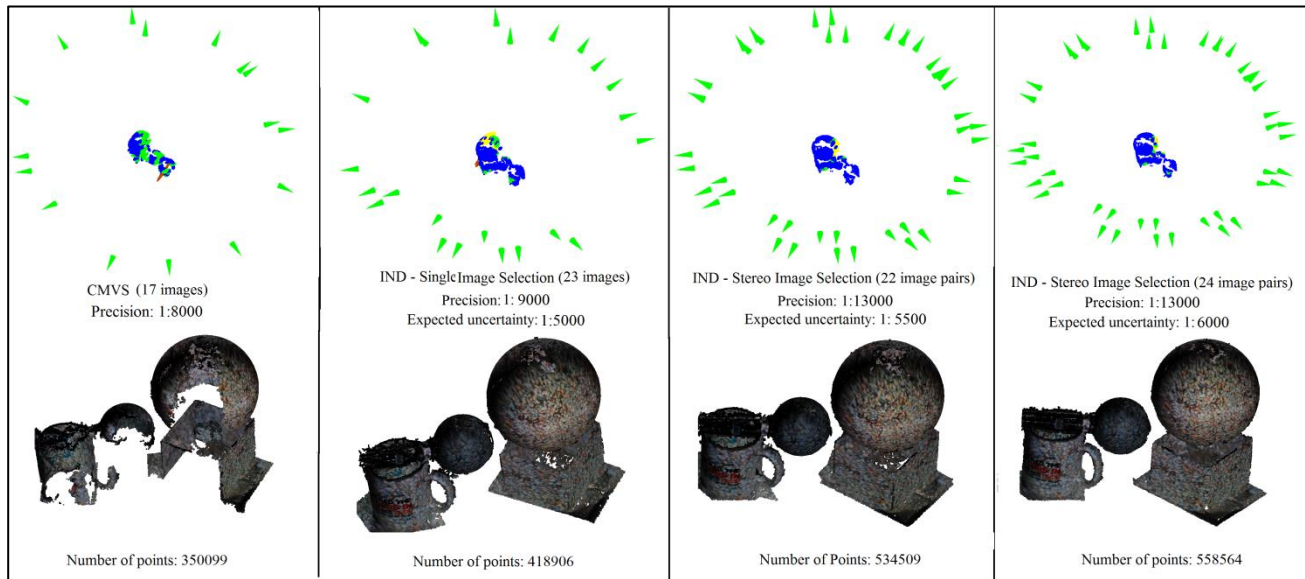 CMVS (17 images)
Precision: 1:8000
Number of points: 350099
IND - Single Image Selection (23 images)
Precision: 1: 9000
Expected uncertainty: 1:5000
Number of points: 418906
IND - Stereo Image Selection (22 image pairs)
Precision: 1:13000
Expected uncertainty: 1: 5500
Number of Points: 534509
IND - Stereo Image Selection (24 image pairs)
Precision: 1:13000
Expected uncertainty: 1: 6000
Number of points: 558564